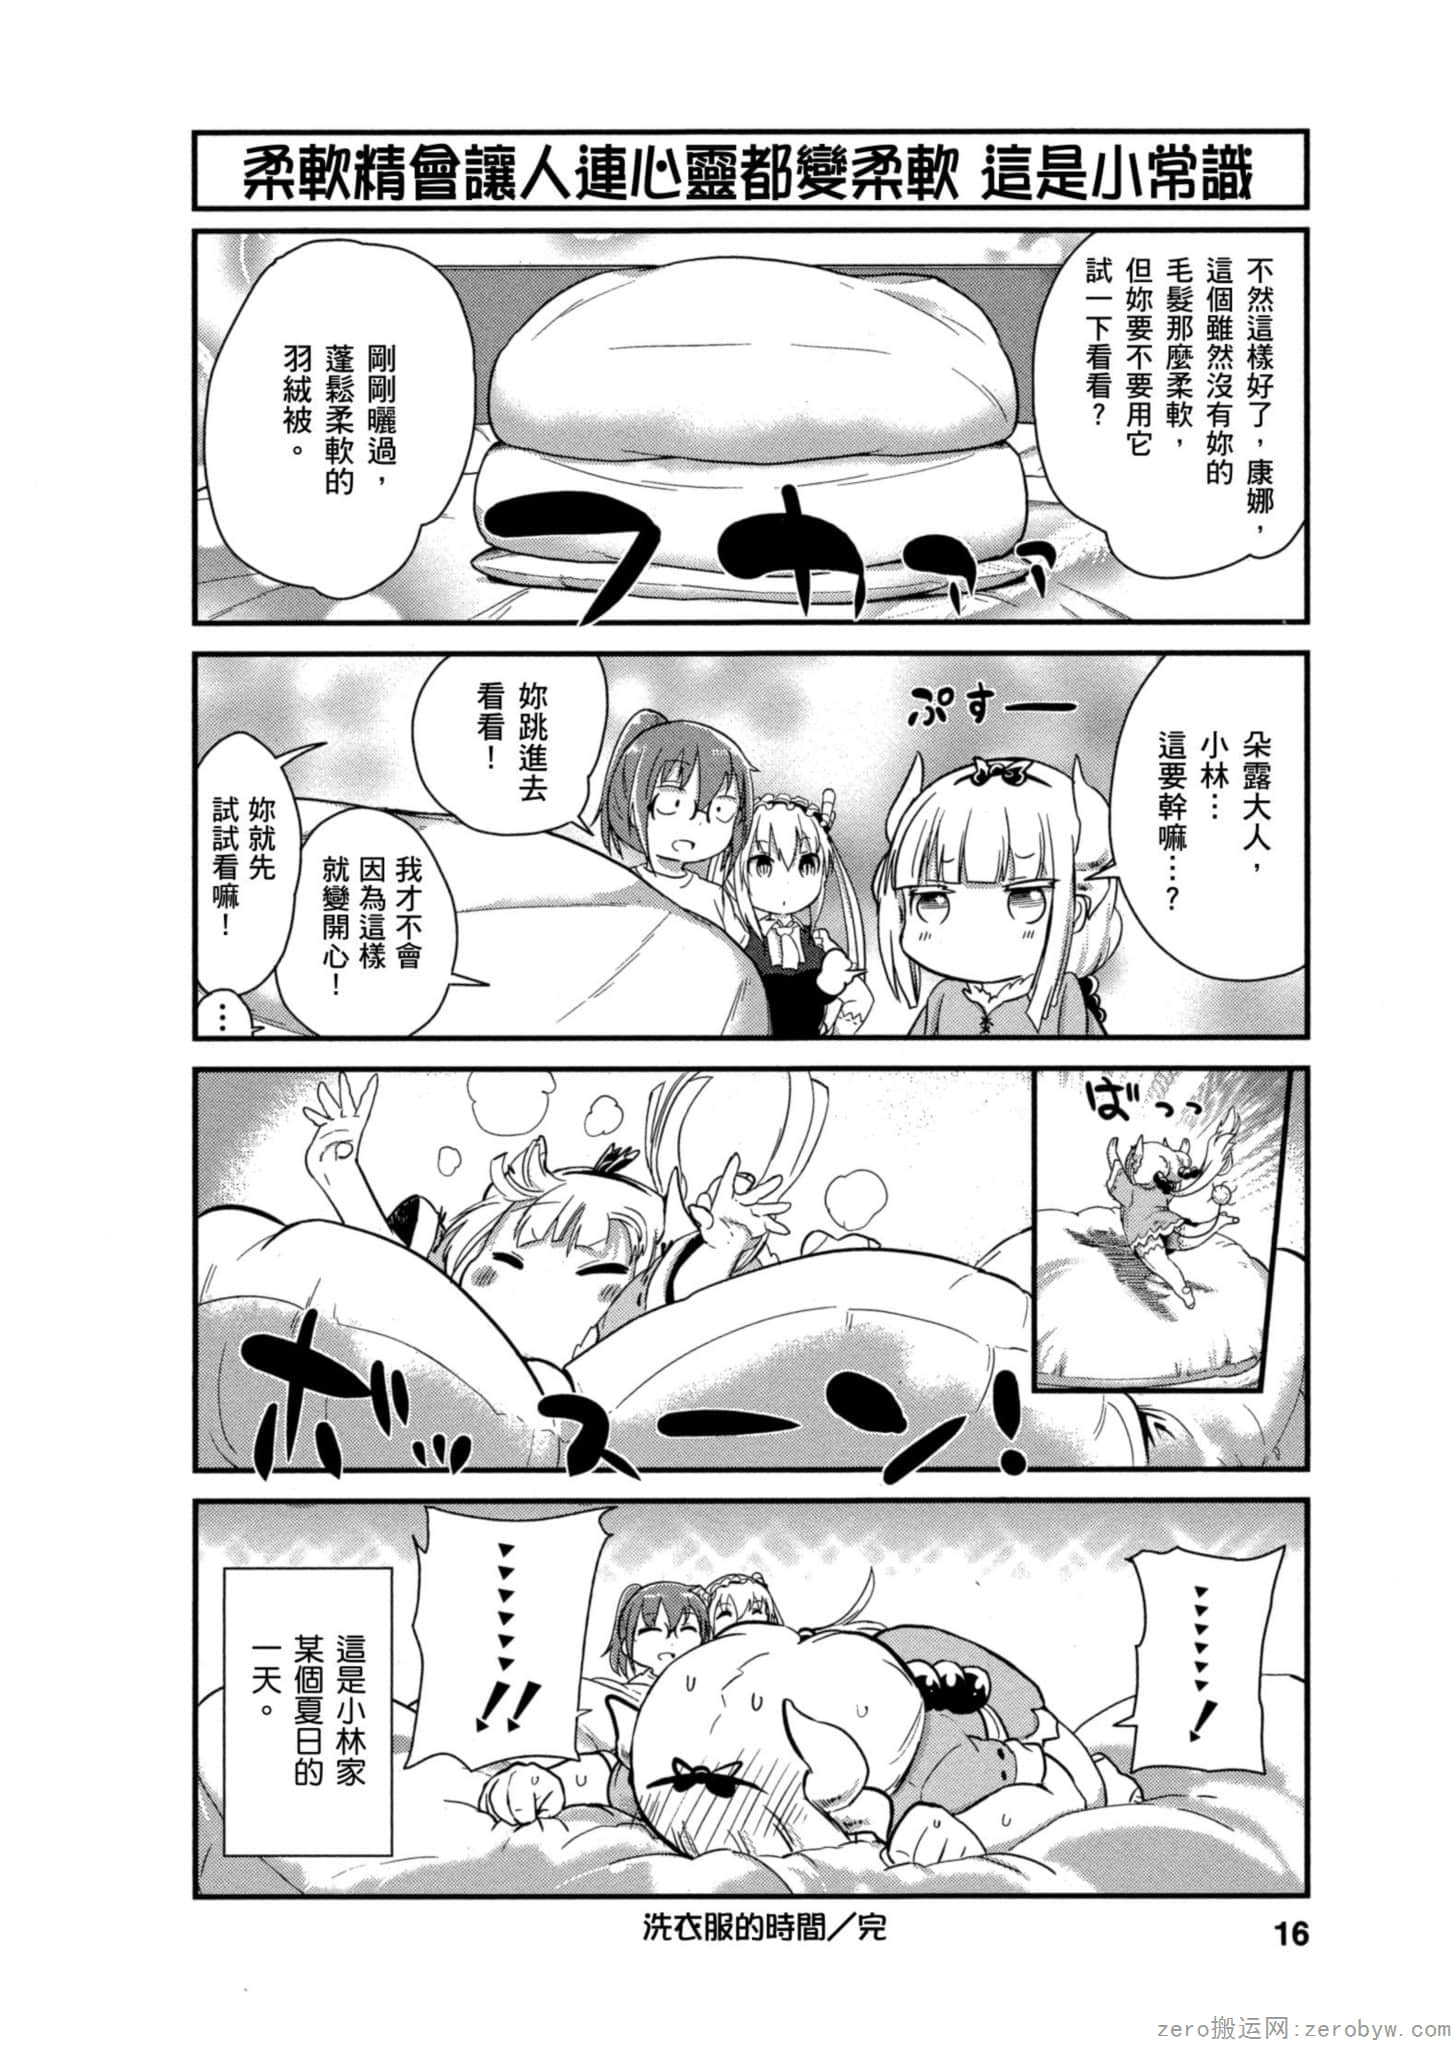 柔軟精會讓人連心靈都變柔軟 這是小常識
不然這樣好了，康娜，
這個雖然沒有妳的
毛髮那麼柔軟，
但妳要不要用它
試一下看看？
剛剛曬過，
蓬鬆柔軟的
羽絨被。
フカッッ
朵露大人，
小林…
這要幹嘛…？
ぷすー
妳跳進去
看看！
我才不會
因為這樣
就變開心！
妳就先
試試看嘛！
…
ばっっ
ボッスーン！
………！
………！！
這是小林家
某個夏日的
一天。
洗衣服的時間／完
16
zero搬运网:zerobyw.com